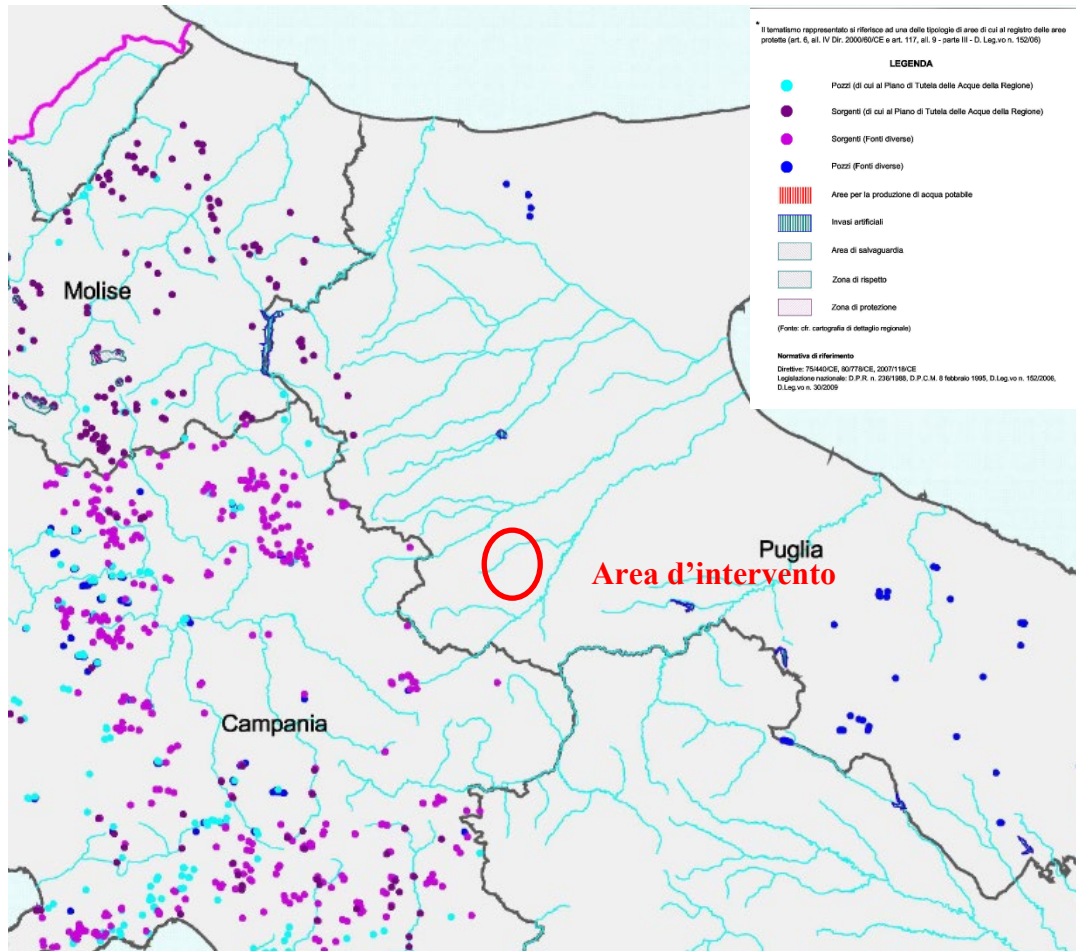 * Il tematismo rappresentato si riferisce ad una delle tipologie di aree di cui al registro delle aree
protette (art. 6, all. IV Dir. 2000/60/CE e art. 117, all. 9 - parte III - D. Leg.vo n. 152/06)
LEGENDA
Pozzi (di cui al Piano di Tutela delle Acque della Regione)
Sorgenti (di cui al Piano di Tutela delle Acque della Regione)
Sorgenti (Fonti diverse)
Pozzi (Fonti diverse)
Aree per la produzione di acqua potabile
Invasi artificiali
Area di salvaguardia
Zona di rispetto
Zona di protezione
(Fonte: cfr. cartografia di dettaglio regionale)
Normativa di riferimento
Direttive: 75/440/CE, 80/778/CE, 2007/118/CE
Legislazione nazionale: D.P.R. n. 236/1988, D.P.C.M. 8 febbraio 1995, D.Leg.vo n. 152/2006,
D.Leg.vo n. 30/2009
Molise
Puglia
Area d'intervento
Campania